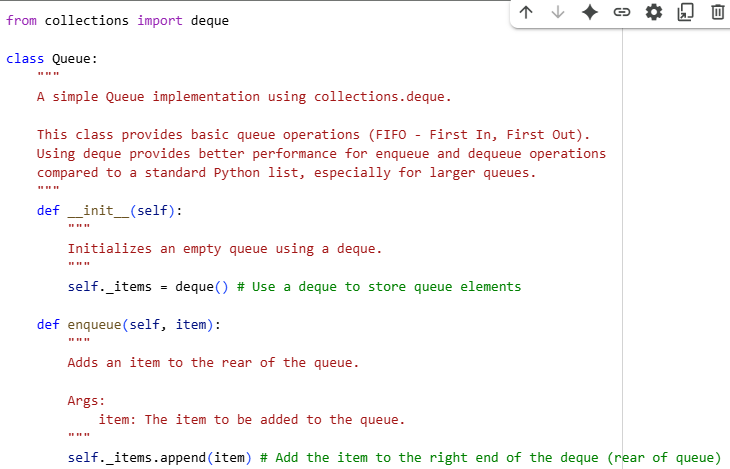 from collections import deque
class Queue:
    """
    A simple Queue implementation using collections.deque.
    This class provides basic queue operations (FIFO - First In, First Out).
    Using deque provides better performance for enqueue and dequeue operations
    compared to a standard Python list, especially for larger queues.
    """
    def __init__(self):
        """
        Initializes an empty queue using a deque.
        """
        self._items = deque() # Use a deque to store queue elements
    def enqueue(self, item):
        """
        Adds an item to the rear of the queue.
        Args:
            item: The item to be added to the queue.
        """
        self._items.append(item) # Add the item to the right end of the deque (rear of queue)